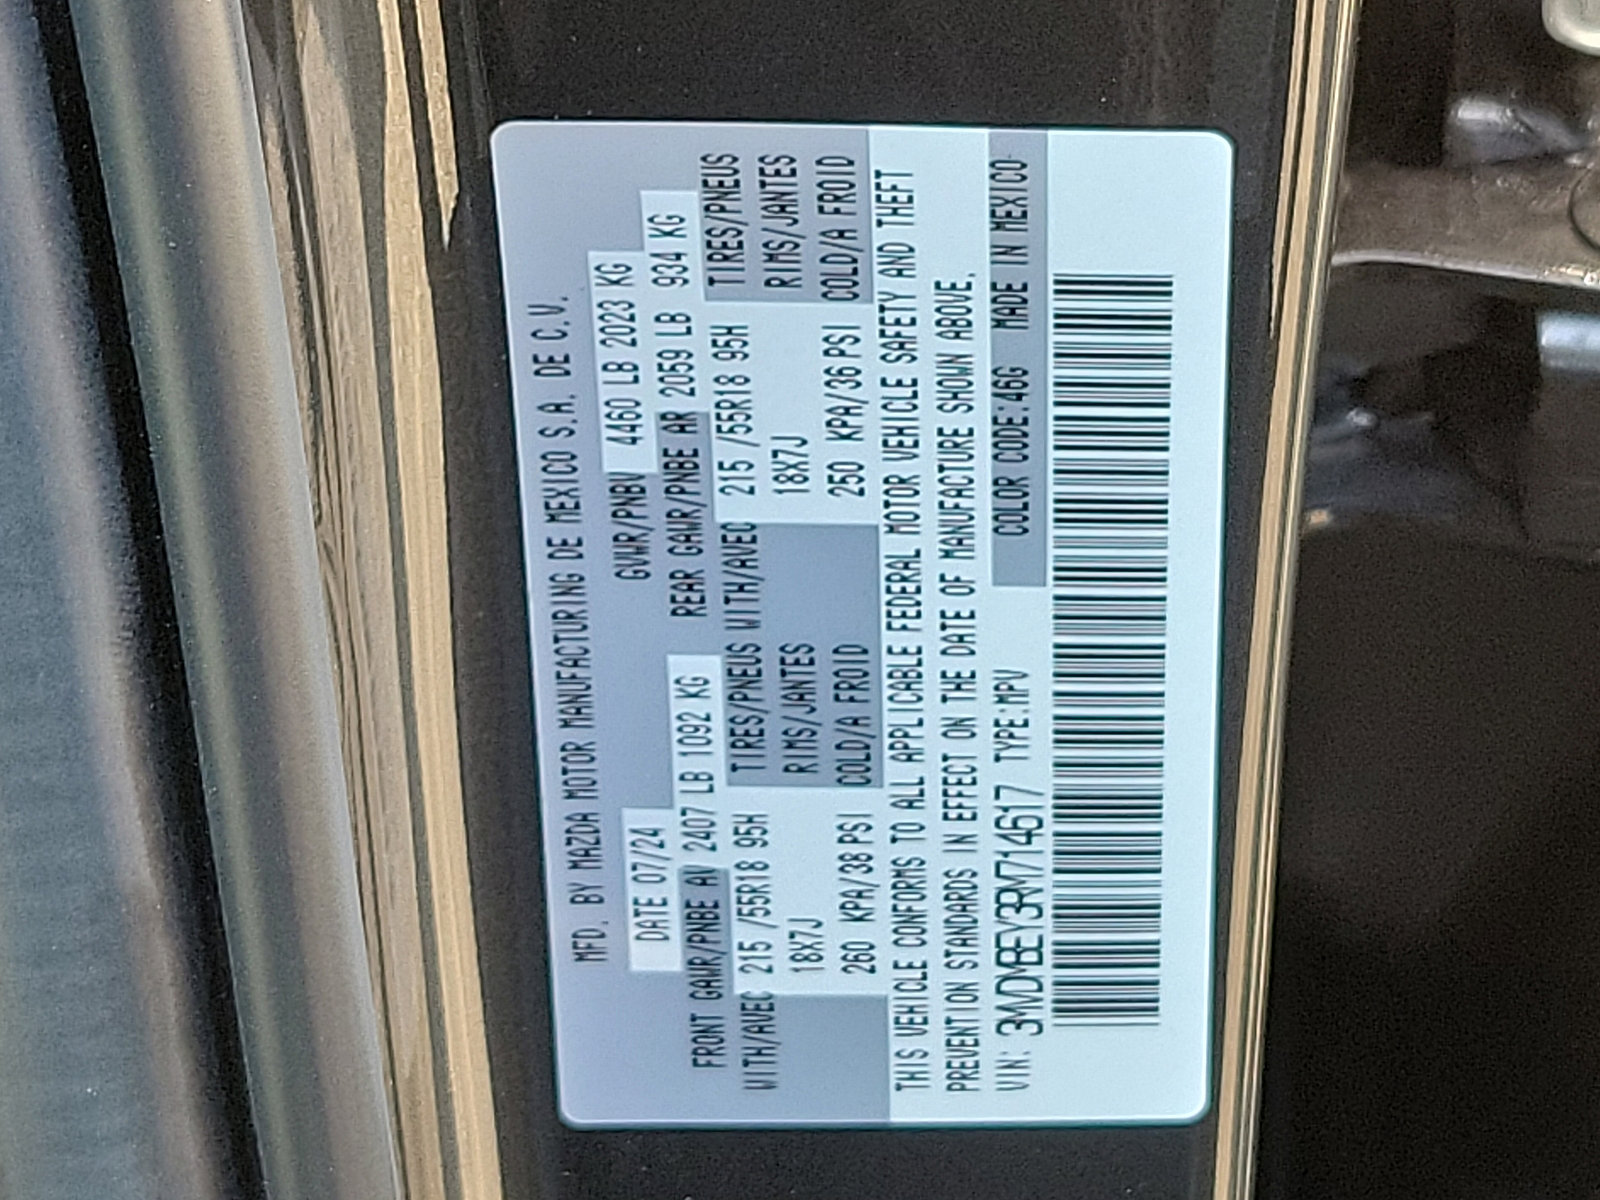 MFD. BY MAZDA MOTOR MANUFACTURING DE MEXICO S.A. DE C.V.
DATE 07/24 GVWR/PNBV 4460 LB 2023 KG
FRONT GAWR/PNBE AV 2407 LB 1092 KG REAR GAWR/PNBE AR 2059 LB 934 KG
WITH/AVEC 215 /55R18 95H TIRES/PNEUS WITH/AVEC 215 /55R18 95H TIRES/PNEUS
18X7J RIMS/JANTES 18X7J RIMS/JANTES
260 KPA/38 PSI COLD/A FROID 250 KPA/36 PSI COLD/A FROID
THIS VEHICLE CONFORMS TO ALL APPLICABLE FEDERAL MOTOR VEHICLE SAFETY AND THEFT
PREVENTION STANDARDS IN EFFECT ON THE DATE OF MANUFACTURE SHOWN ABOVE.
VIN: 3MVDMBEY3RM714617 TYPE:MPV COLOR CODE:46G MADE IN MEXICO